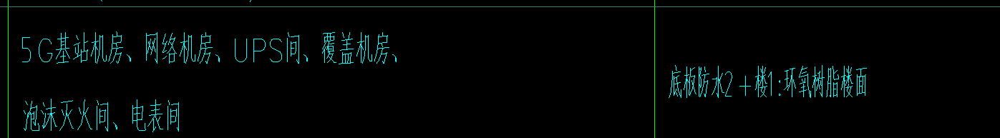 5G基站机房、网络机房、UPS间、覆盖机房、
泡沫灭火间、电表间
底板防水2+楼1:环氧树脂楼面